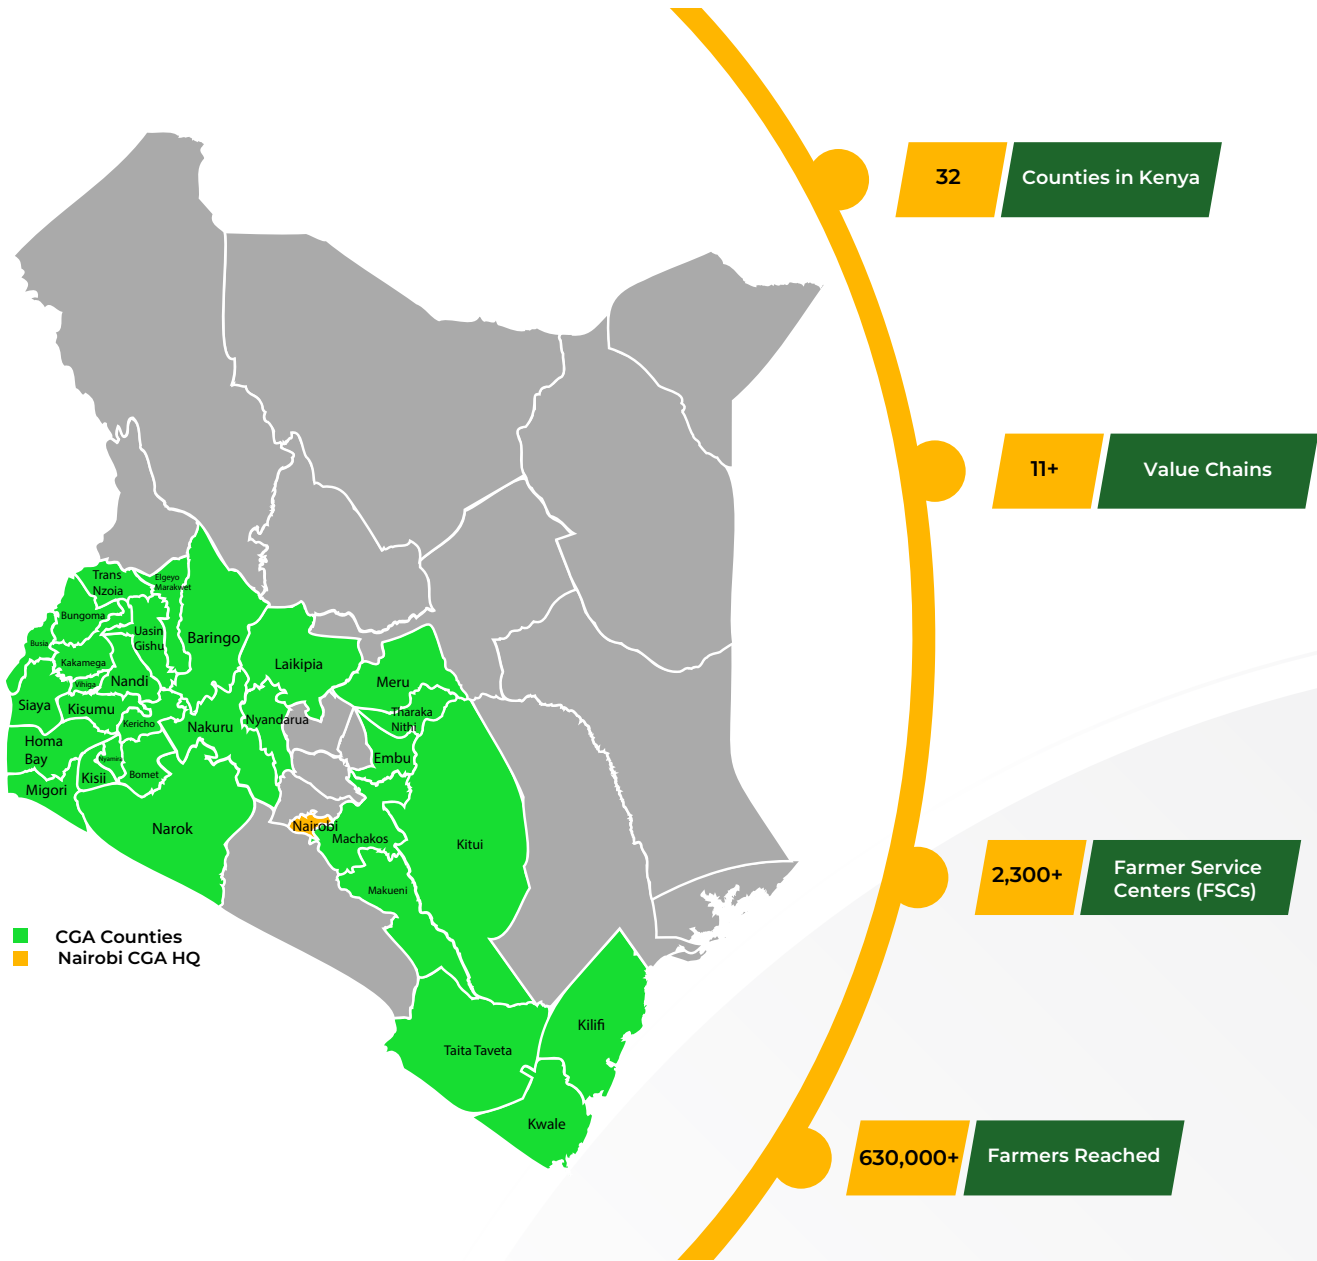 32
Counties in Kenya
11+
Value Chains
Trans
Nzoia
Elgeyo
Marakwet
Bungoma
Uasin
Gishu
Baringo
Busia
Kakamega
Laikipia
Nandi
Vihiga
Meru
Siaya
Kisumu
Tharaka
Nithi
Kericho
Nakuru
Nyandarua
Homa
Bay
Nyamira
Embu
Kisii
Bomet
Migori
Narok
Nairobi
Machakos
Kitui
Makueni
2,300+
Farmer Service
Centers (FSCs)
CGA Counties
Nairobi CGA HQ
Kilifi
Taita Taveta
Kwale
630,000+
Farmers Reached